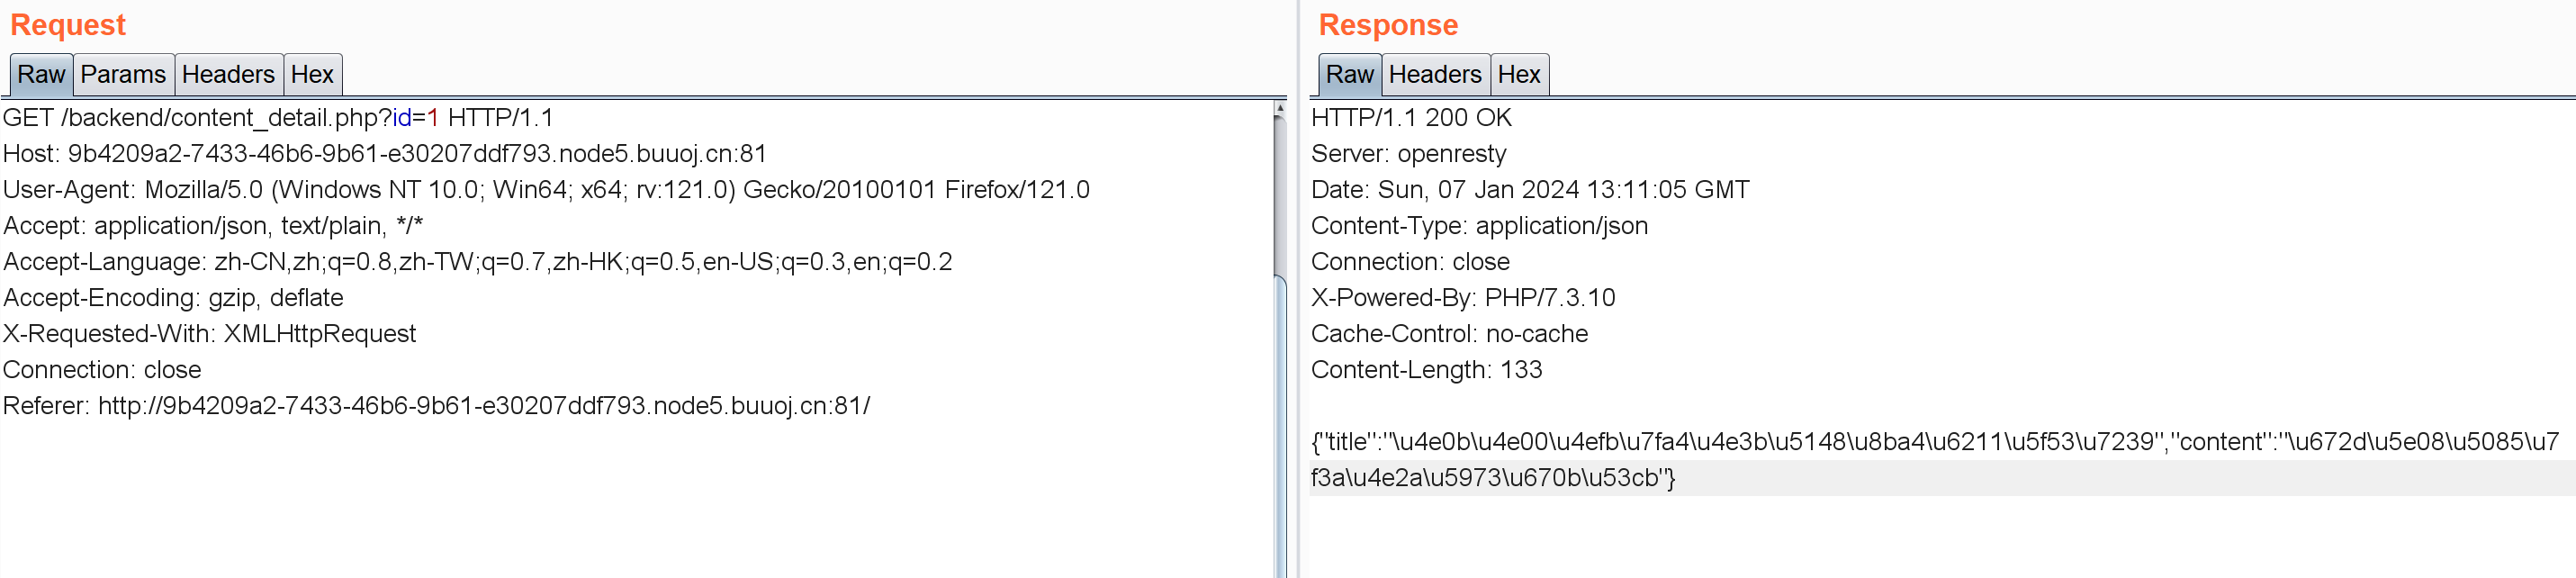 Request
Raw Params Headers Hex
GET /backend/content_detail.php?id=1 HTTP/1.1
Host: 9b4209a2-7433-46b6-9b61-e30207ddf793.node5.buuoj.cn:81
User-Agent: Mozilla/5.0 (Windows NT 10.0; Win64; x64; rv:121.0) Gecko/20100101 Firefox/121.0
Accept: application/json, text/plain, */*
Accept-Language: zh-CN,zh;q=0.8,zh-TW;q=0.7,zh-HK;q=0.5,en-US;q=0.3,en;q=0.2
Accept-Encoding: gzip, deflate
X-Requested-With: XMLHttpRequest
Connection: close
Referer: http://9b4209a2-7433-46b6-9b61-e30207ddf793.node5.buuoj.cn:81/
Response
Raw Headers Hex
HTTP/1.1 200 OK
Server: openresty
Date: Sun, 07 Jan 2024 13:11:05 GMT
Content-Type: application/json
Connection: close
X-Powered-By: PHP/7.3.10
Cache-Control: no-cache
Content-Length: 133
{"title":"\u4e0b\u4e00\u4efb\u7fa4\u4e3b\u5148\u8ba4\u6211\u5f53\u7239","content":"\u672d\u5e08\u5085\u7
f3a\u4e2a\u5973\u670b\u53cb"}